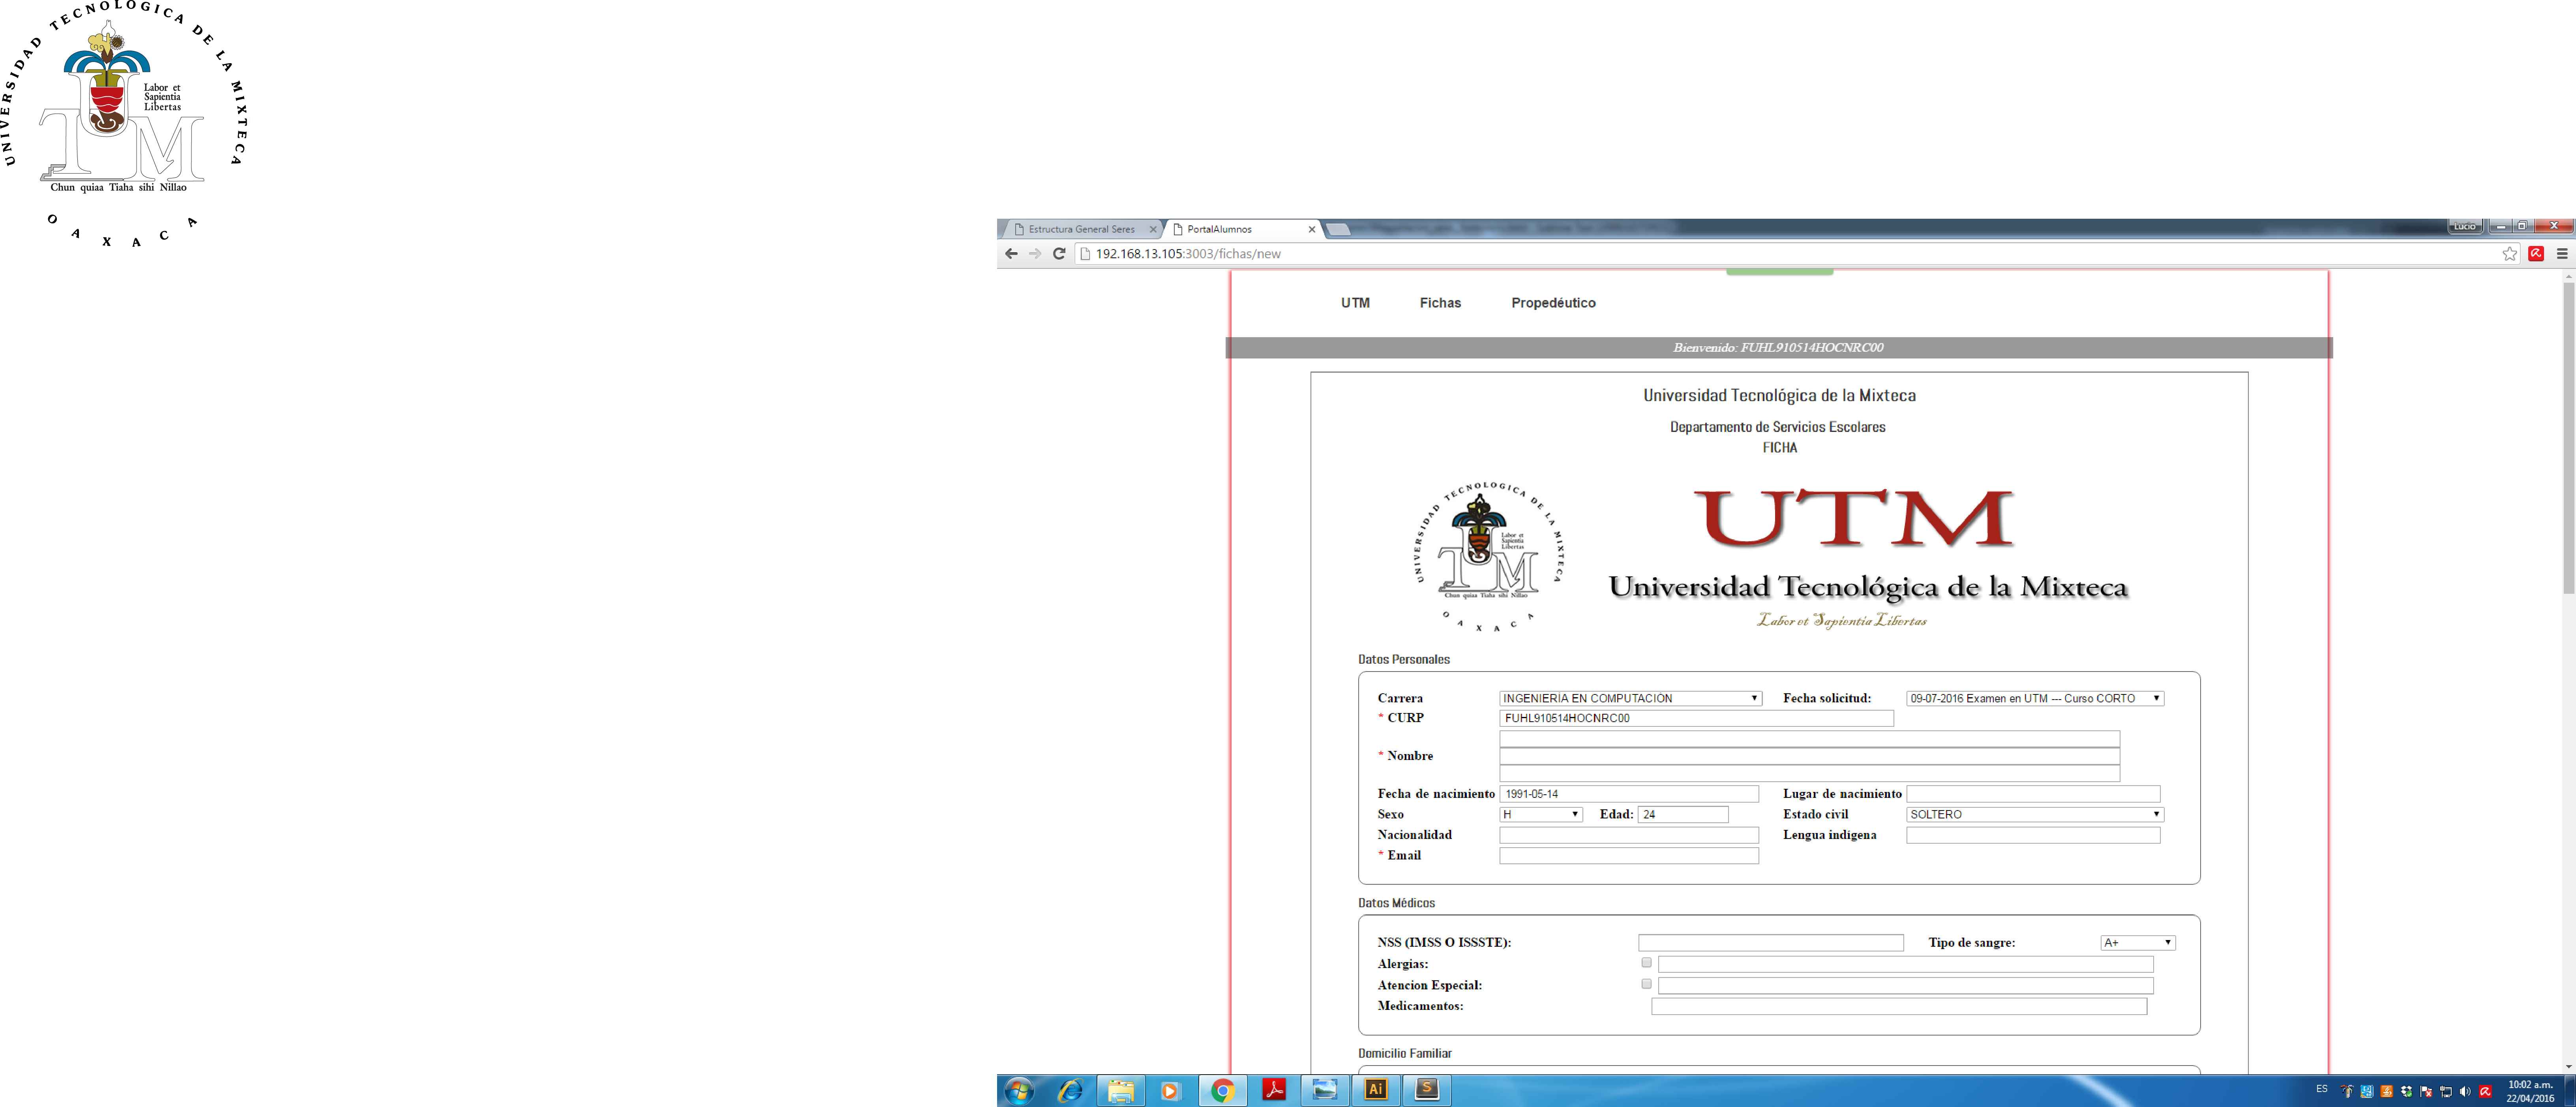 UNIVERSIDAD TECNOLOGICA DE LA MIXTECA
Labor et
Sapientia
Libertas
UTM
Chun quiaa Tiaha sihi Nillao
OAXACA
Estructura General Seres
PortalAlumnos
Lucio
192.168.13.105:3003/fichas/new
UTM Fichas Propedéutico
Bienvenido: FUHL910514HOCNRC00
Universidad Tecnológica de la Mixteca
Departamento de Servicios Escolares
FICHA
UNIVERSIDAD TECNOLOGICA DE LA MIXTECA
Labor et
Sapientia
Libertas
UTM
Chun quiaa Tiaha sihi Nillao
OAXACA
UTM
Universidad Tecnológica de la Mixteca
Labor et Sapientia Libertas
Datos Personales
Carrera INGENIERIA EN COMPUTACION Fecha solicitud: 09-07-2016 Examen en UTM --- Curso CORTO
* CURP FUHL910514HOCNRC00
* Nombre
Fecha de nacimiento 1991-05-14 Lugar de nacimiento
Sexo H Edad: 24 Estado civil SOLTERO
Nacionalidad Lengua indigena
* Email
Datos Médicos
NSS (IMSS O ISSSTE): Tipo de sangre: A+
Alergias:
Atencion Especial:
Medicamentos:
Domicilio Familiar
Ai
S
ES
10:02 a.m.
22/04/2016